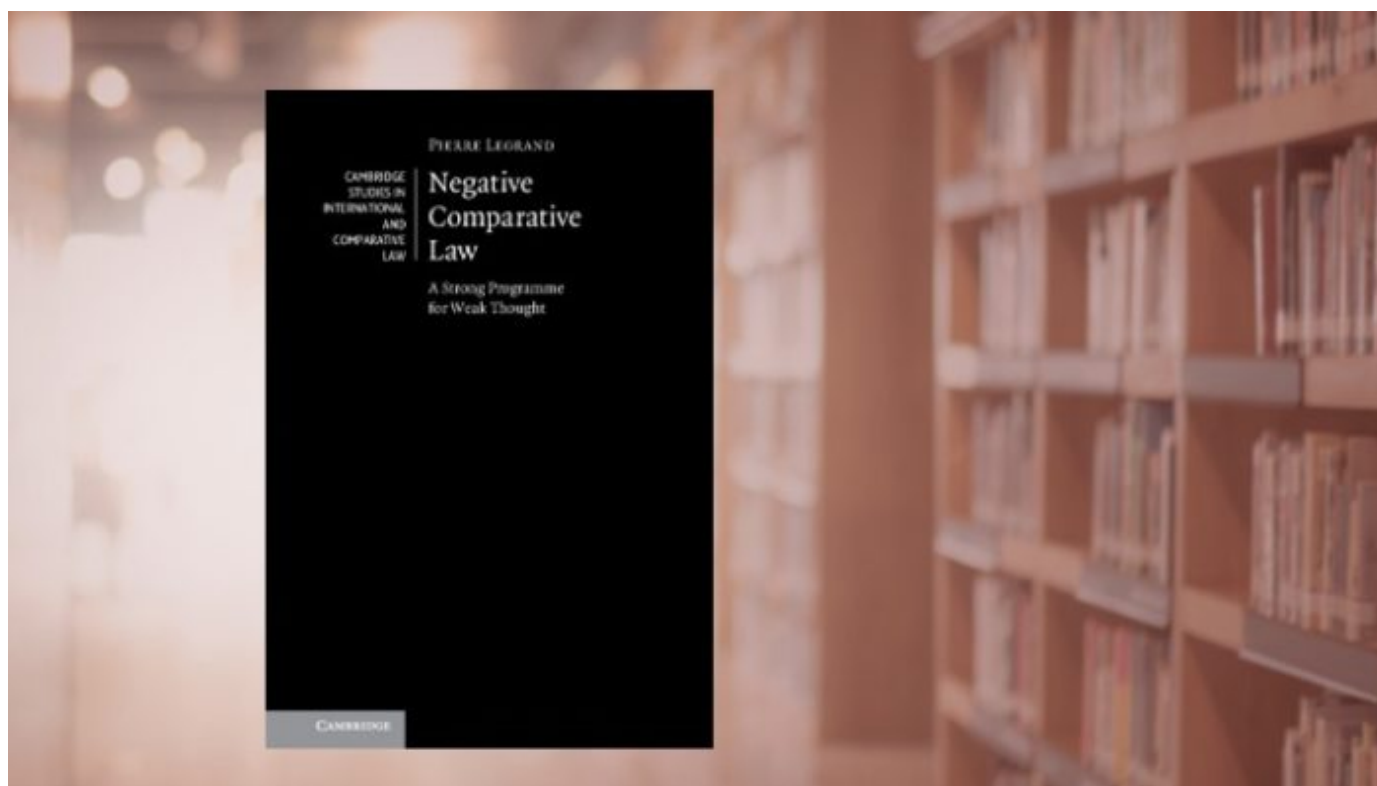 PIERRE LEGRAND
CAMBRIDGE
STUDIES IN
INTERNATIONAL
AND
COMPARATIVE
LAW
Negative
Comparative
Law
A Strong Programme
for Weak Thought
CAMBRIDGE